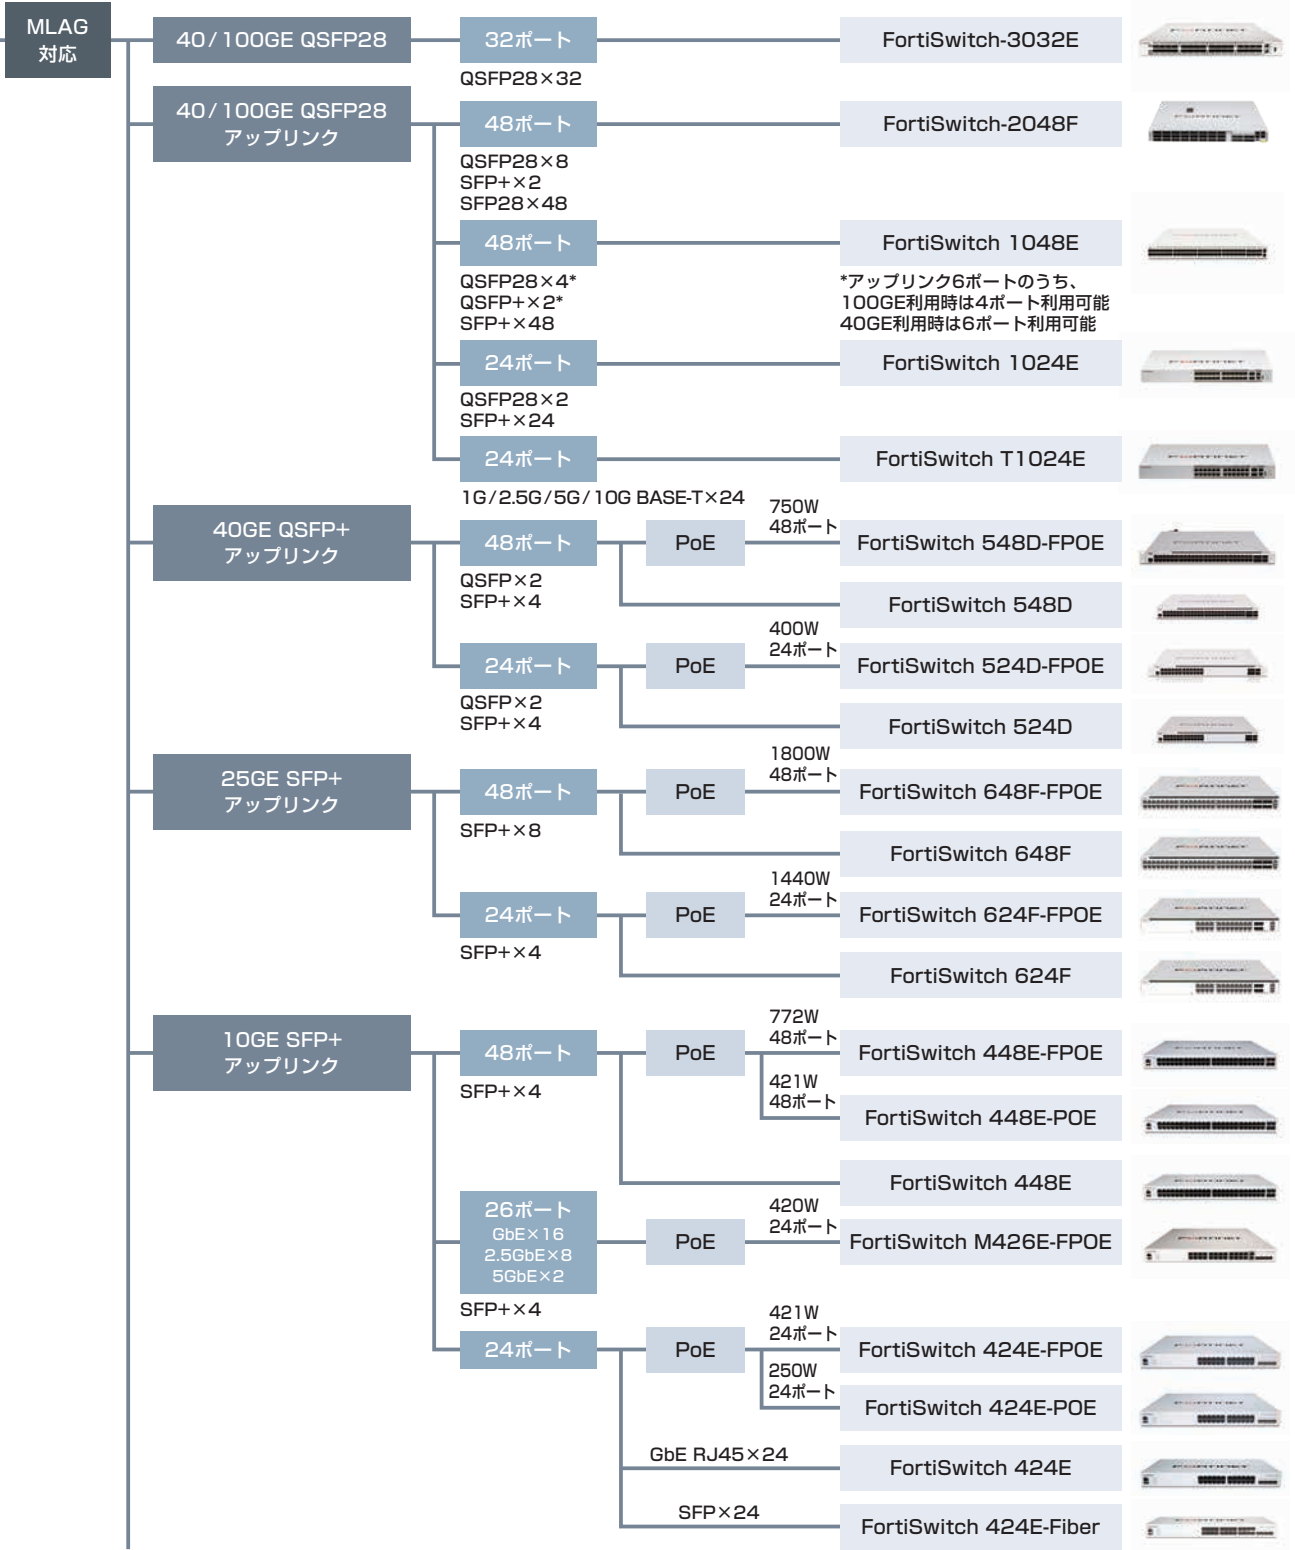 MLAG
対応
40/100GE QSFP28
32ポート
FortiSwitch-3032E
QSFP28×32
40/100GE QSFP28
アップリンク
48ポート
FortiSwitch-2048F
QSFP28×8
SFP+×2
SFP28×48
48ポート
FortiSwitch 1048E
QSFP28×4*
QSFP+×2*
SFP+×48
*アップリンク6ポートのうち、
100GE利用時は4ポート利用可能
40GE利用時は6ポート利用可能
24ポート
FortiSwitch 1024E
QSFP28×2
SFP+×24
24ポート
FortiSwitch T1024E
1G/2.5G/5G/10G BASE-T×24
40GE QSFP+
アップリンク
48ポート
PoE
750W
48ポート
FortiSwitch 548D-FPOE
QSFP×2
SFP+×4
FortiSwitch 548D
24ポート
PoE
400W
24ポート
FortiSwitch 524D-FPOE
QSFP×2
SFP+×4
FortiSwitch 524D
25GE SFP+
アップリンク
48ポート
PoE
1800W
48ポート
FortiSwitch 648F-FPOE
SFP+×8
FortiSwitch 648F
24ポート
PoE
1440W
24ポート
FortiSwitch 624F-FPOE
SFP+×4
FortiSwitch 624F
10GE SFP+
アップリンク
48ポート
PoE
772W
48ポート
FortiSwitch 448E-FPOE
SFP+×4
421W
48ポート
FortiSwitch 448E-POE
FortiSwitch 448E
26ポート
GbE×16
2.5GbE×8
5GbE×2
PoE
420W
24ポート
FortiSwitch M426E-FPOE
SFP+×4
24ポート
PoE
421W
24ポート
FortiSwitch 424E-FPOE
250W
24ポート
FortiSwitch 424E-POE
GbE RJ45×24
FortiSwitch 424E
SFP×24
FortiSwitch 424E-Fiber